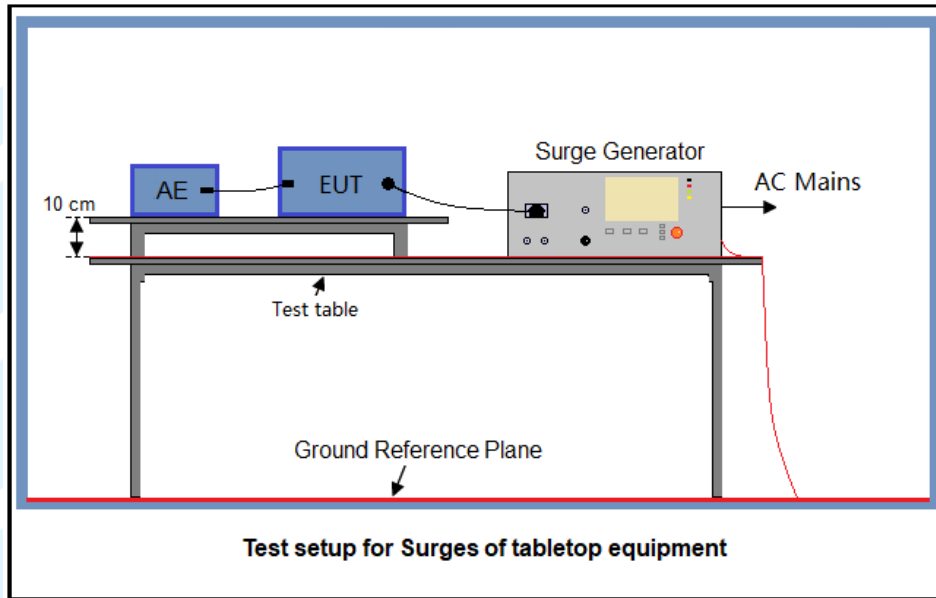 Surge Generator
AC Mains
AE
EUT
10 cm
Test table
Ground Reference Plane
Test setup for Surges of tabletop equipment